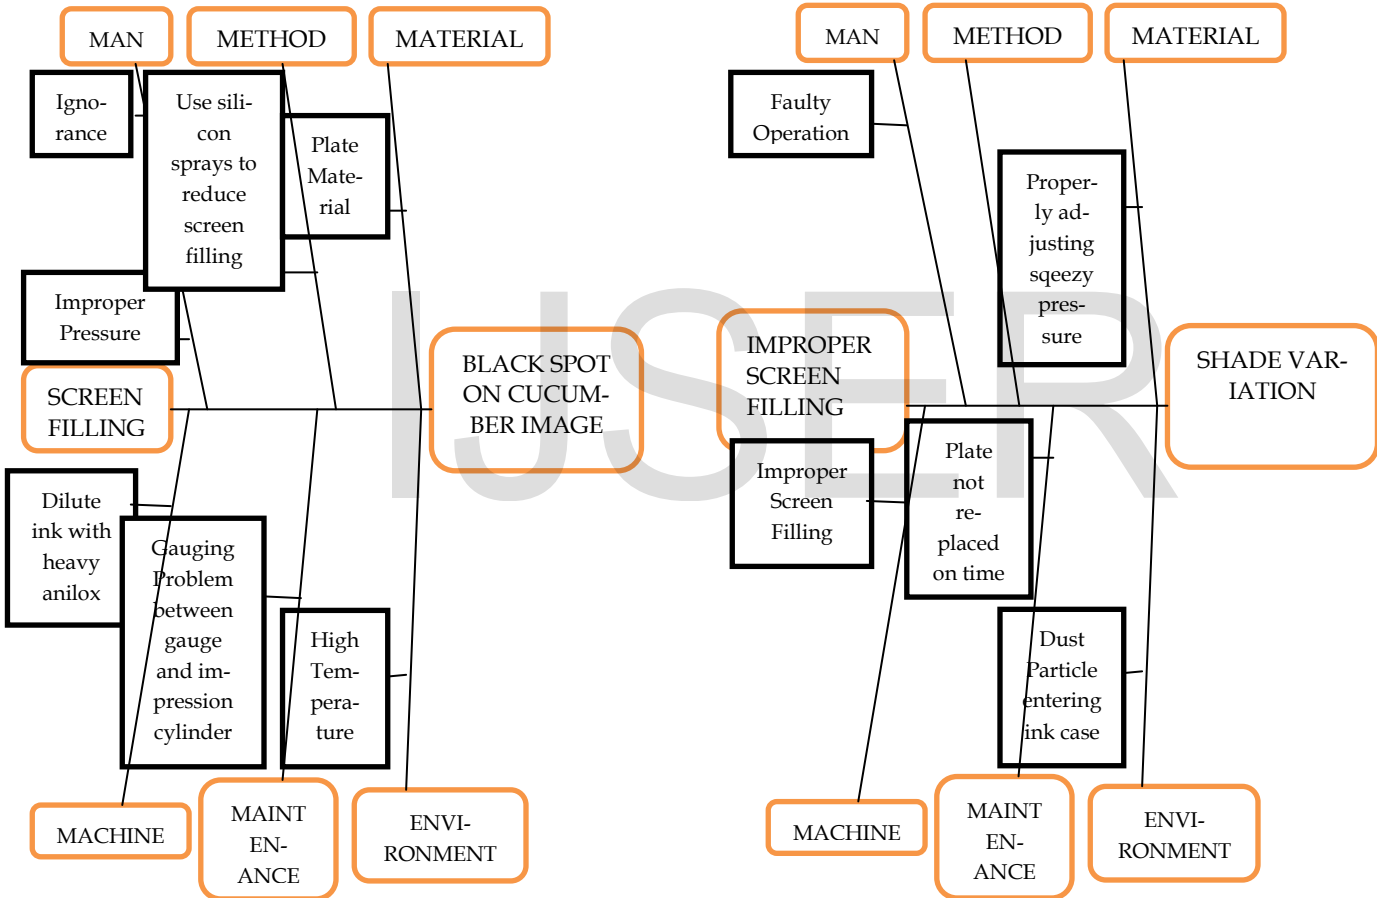 MAN
METHOD
MATERIAL
Igno-
rance
Use sili-
con
sprays to
reduce
screen
filling
Plate
Mate-
rial
Improper
Pressure
SCREEN
FILLING
BLACK SPOT
ON CUCUM-
BER IMAGE
Dilute
ink with
heavy
anilox
Gauging
Problem
between
gauge
and im-
pression
cylinder
High
Tem-
pera-
ture
MACHINE
MAINT
EN-
ANCE
ENVI-
RONMENT
MAN
METHOD
MATERIAL
Faulty
Operation
Proper-
ly ad-
justing
sqeezy
pres-
sure
IMPROPER
SCREEN
FILLING
SHADE VAR-
IATION
Improper
Screen
Filling
Plate
not
re-
placed
on time
Dust
Particle
entering
ink case
MACHINE
MAINT
EN-
ANCE
ENVI-
RONMENT
IJSER